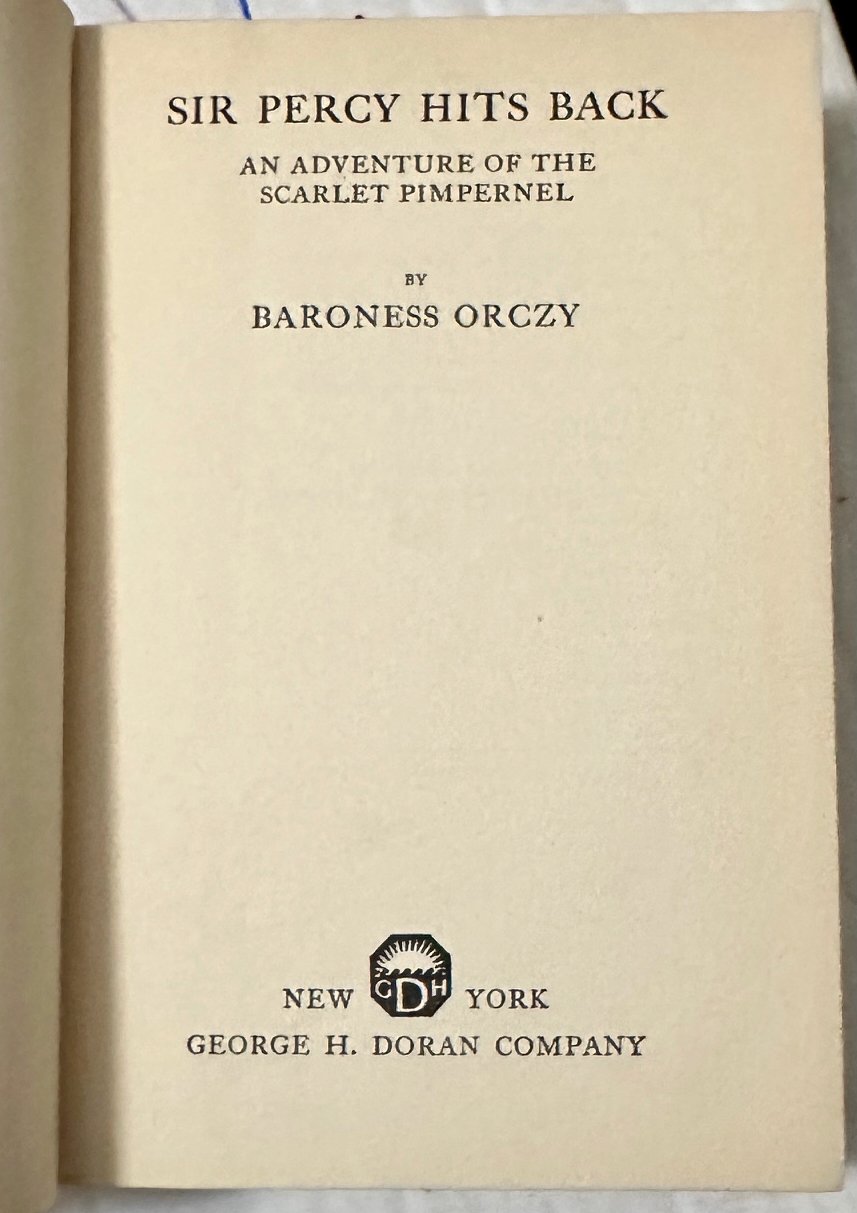 SIR PERCY HITS BACK
AN ADVENTURE OF THE
SCARLET PIMPERNEL
BY
BARONESS ORCZY
NEW GDH YORK
GEORGE H. DORAN COMPANY